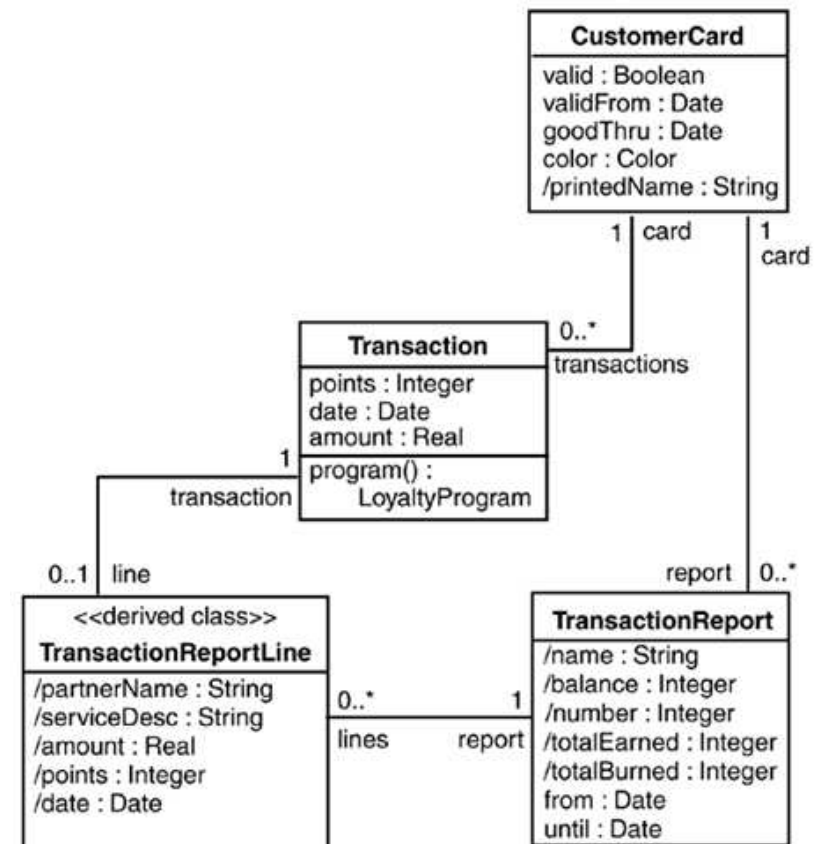 CustomerCard
valid : Boolean
validFrom : Date
goodThru : Date
color : Color
/printedName : String
1 card
1
card
Transaction
points : Integer
date : Date
amount : Real
program() :
LoyaltyProgram
0..*
transactions
1
transaction
0..1 line
report 0..*
<<derived class>>
TransactionReportLine
/partnerName : String
/serviceDesc : String
/amount : Real
/points : Integer
/date : Date
0..* 1
lines report
TransactionReport
/name : String
/balance : Integer
/number : Integer
/totalEarned : Integer
/totalBurned : Integer
from : Date
until : Date